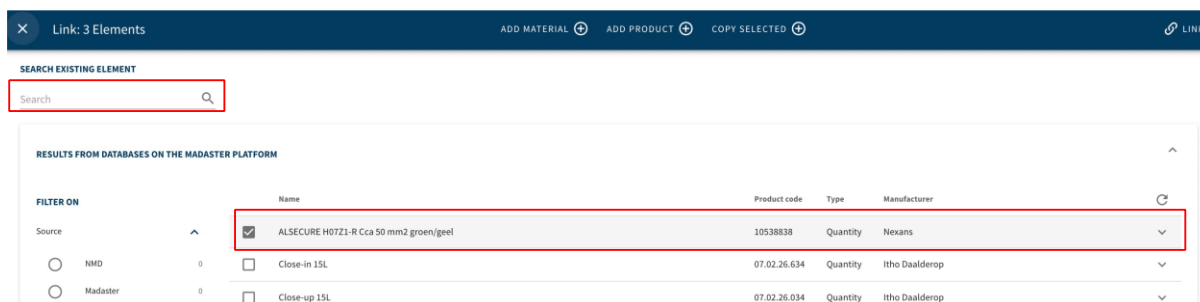 Link: 3 Elements ADD MATERIAL ADD PRODUCT COPY SELECTED
SEARCH EXISTING ELEMENT
Search
RESULTS FROM DATABASES ON THE MADASTER PLATFORM
FILTER ON Name Product code Type Manufacturer
Source ALSECURE H07Z1-R Cca 50 mm2 groen/geel 10538838 Quantity Nexans
NMD 0 Close-in 15L 07.02.26.634 Quantity Itho Daalderop
Madaster 0 Close-up 15L 07.02.26.034 Quantity Itho Daalderop